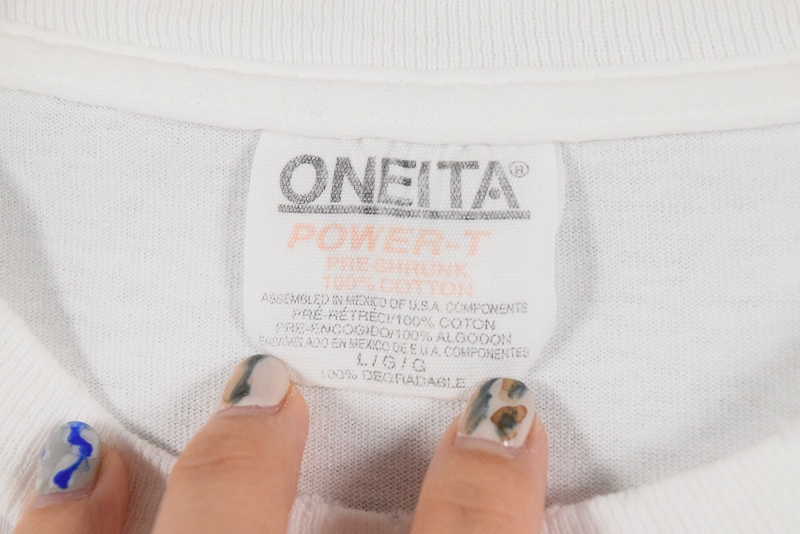 ONEITA®
POWER-T
PRE-SHRUNK
100% COTTON
ASSEMBLED IN MEXICO OF U.S.A. COMPONENTS
PRÉ-RÉTRÉCI/100% COTON
PRE-ENCOGIDO/100% ALGODON
ENSAMBLADO EN MEXICO DE E.U.A. COMPONENTES
L/G/G
100% DEGRADABLE